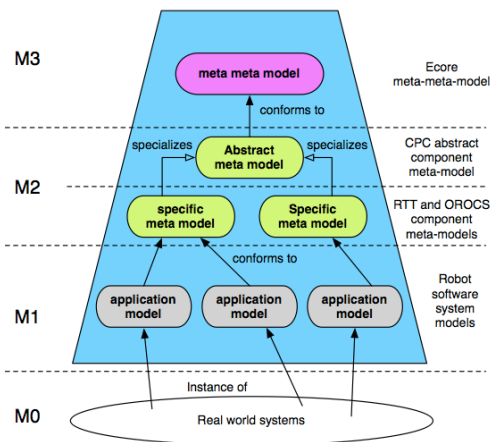 M3
meta meta model
Ecore
meta-meta-model
conforms to
specializes
specializes
Abstract
meta model
CPC abstract
component
meta-model
M2
specific
meta model
Specific
meta model
RTT and OROCS
component
meta-models
conforms to
M1
application
model
application
model
application
model
Robot
software
system
models
Instance of
M0
Real world systems